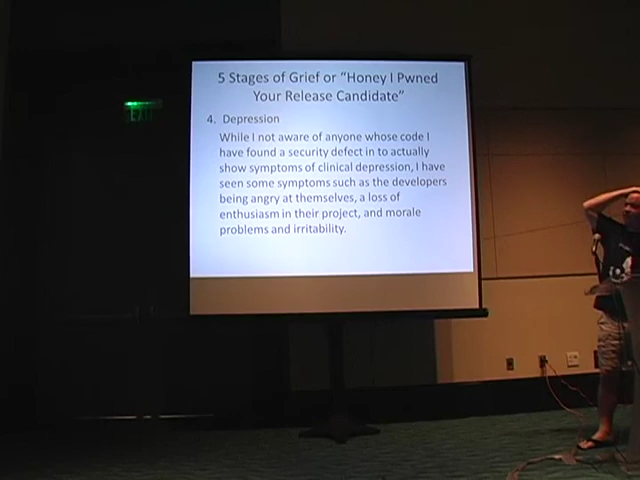 5 Stages of Grief or "Honey I Pwned
Your Release Candidate"
4. Depression
While I not aware of anyone whose code I
have found a security defect in to actually
show symptoms of clinical depression, I have
seen some symptoms such as the developers
being angry at themselves, a loss of
enthusiasm in their project, and morale
problems and irritability.
EXIT